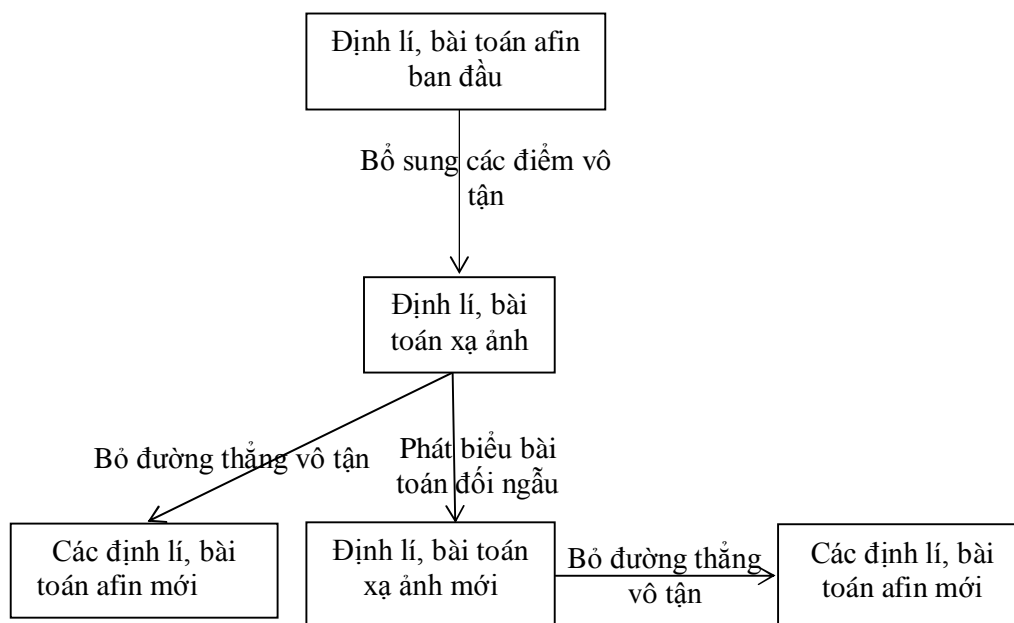 Định lí, bài toán afin
ban đầu
Bổ sung các điểm vô
tận
Định lí, bài
toán xạ ảnh
Bỏ đường thẳng vô tận
Phát biểu bài
toán đối ngẫu
Các định lí, bài
toán afin mới
Định lí, bài toán
xạ ảnh mới
Bỏ đường thẳng
vô tận
Các định lí, bài
toán afin mới